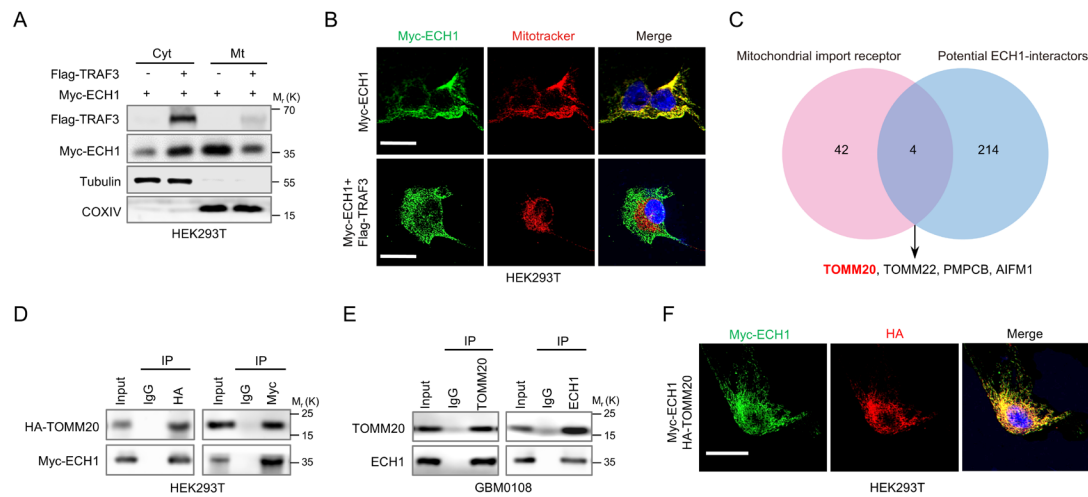 A
Cyt Mt
Flag-TRAF3 - + - +
Myc-ECH1 + + + +
Mr (K)
Flag-TRAF3 70
Myc-ECH1 35
Tubulin 55
COXIV 15
HEK293T
B
Myc-ECH1 Mitotracker Merge
Myc-ECH1
Myc-ECH1+
Flag-TRAF3
HEK293T
C
Mitochondrial import receptor Potential ECH1-interactors
42 4 214
TOMM20, TOMM22, PMPCB, AIFM1
D
IP IP
Input IgG HA Input IgG Myc
Mr (K)
HA-TOMM20 25
15
Myc-ECH1 35
HEK293T
E
IP IP
Input IgG TOMM20 Input IgG ECH1
Mr (K)
TOMM20 25
15
ECH1 35
GBM0108
F
Myc-ECH1 HA Merge
Myc-ECH1
HA-TOMM20
HEK293T